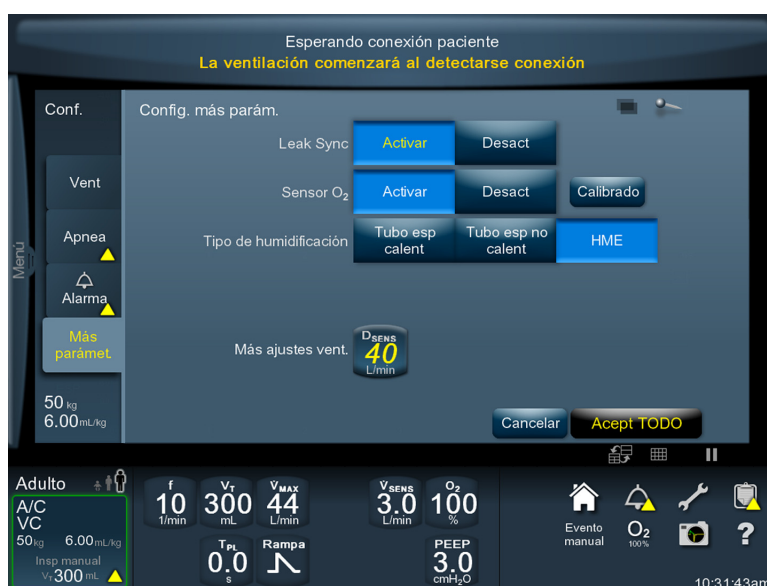 Esperando conexión paciente
La ventilación comenzará al detectarse conexión
Menú
Conf.
Config. más parám.
Leak Sync
Activar
Desact
Vent
Sensor O2
Activar
Desact
Calibrado
Apnea
Tipo de humidificación
Tubo esp
calent
Tubo esp no
calent
HME
Alarma
Más
parámet.
Más ajustes vent.
DSENS
40
L/min
50 kg
6.00 mL/kg
Cancelar
Acept TODO
Adulto
A/C
VC
50 kg 6.00 mL/kg
Insp manual
VT 300 mL
f
10
1/min
VT
300
mL
V̇MAX
44
L/min
V̇SENS
3.0
L/min
O2
100
%
TPL
0.0
s
Rampa
PEEP
3.0
cmH2O
Evento
manual
O2
100%
?
10:31:43am